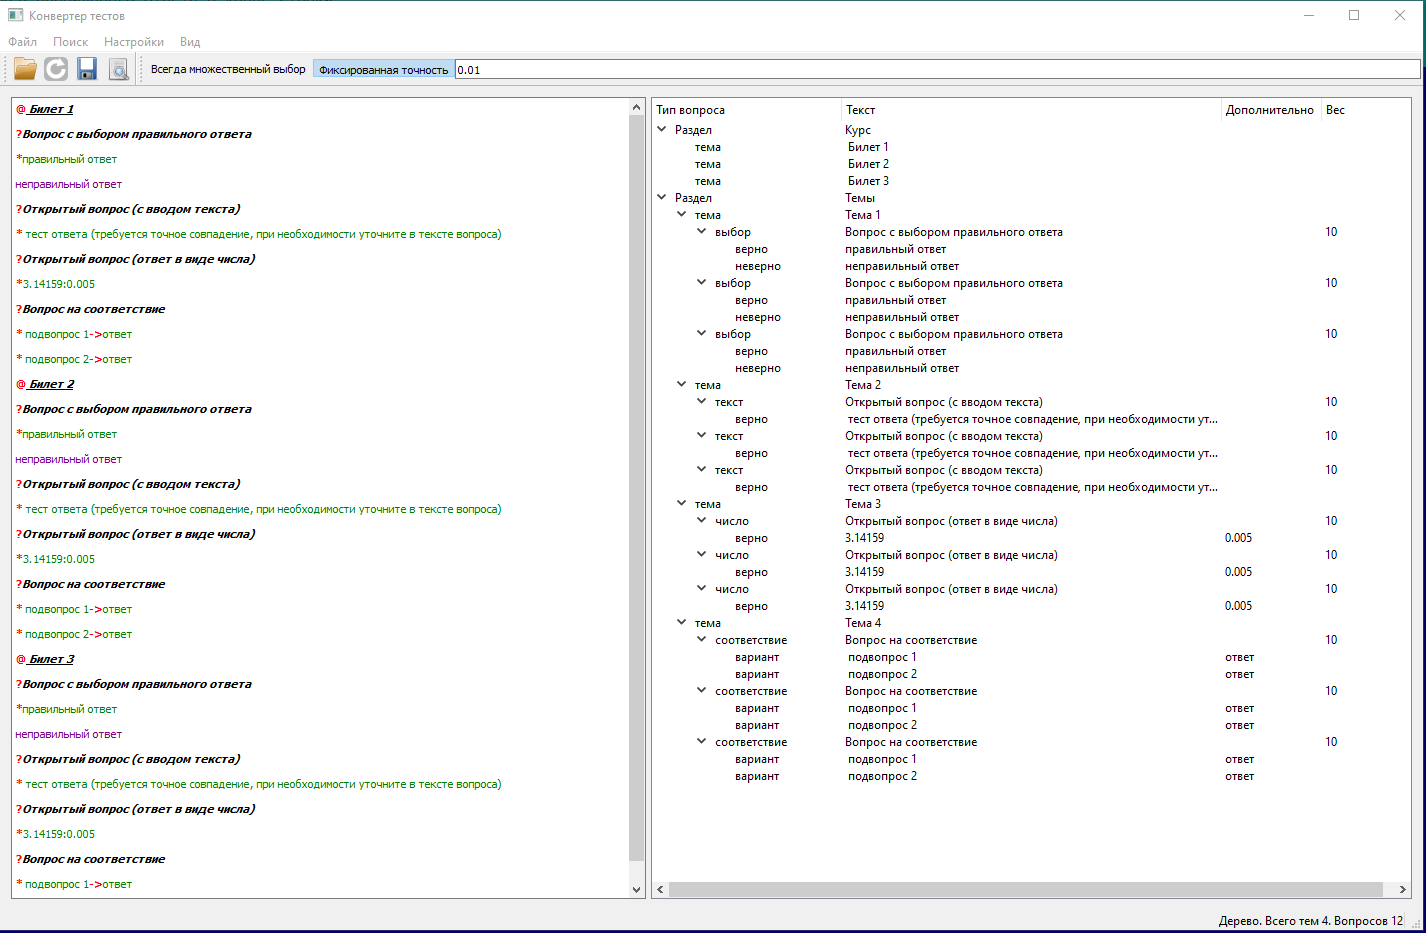 Конвертер тестов
Файл Поиск Настройки Вид
Всегда множественный выбор Фиксированная точность 0.01
@ Билет 1
?Вопрос с выбором правильного ответа
*правильный ответ
неправильный ответ
?Открытый вопрос (с вводом текста)
* тест ответа (требуется точное совпадение, при необходимости уточните в тексте вопроса)
?Открытый вопрос (ответ в виде числа)
*3.14159:0.005
?Вопрос на соответствие
* подвопрос 1->ответ
* подвопрос 2->ответ
@ Билет 2
?Вопрос с выбором правильного ответа
*правильный ответ
неправильный ответ
?Открытый вопрос (с вводом текста)
* тест ответа (требуется точное совпадение, при необходимости уточните в тексте вопроса)
?Открытый вопрос (ответ в виде числа)
*3.14159:0.005
?Вопрос на соответствие
* подвопрос 1->ответ
* подвопрос 2->ответ
@ Билет 3
?Вопрос с выбором правильного ответа
*правильный ответ
неправильный ответ
?Открытый вопрос (с вводом текста)
* тест ответа (требуется точное совпадение, при необходимости уточните в тексте вопроса)
?Открытый вопрос (ответ в виде числа)
*3.14159:0.005
?Вопрос на соответствие
* подвопрос 1->ответ
Тип вопроса Текст Дополнительно Вес
Раздел Курс
тема Билет 1
тема Билет 2
тема Билет 3
Раздел Темы
тема Тема 1
выбор Вопрос с выбором правильного ответа 10
верно правильный ответ
неверно неправильный ответ
выбор Вопрос с выбором правильного ответа 10
верно правильный ответ
неверно неправильный ответ
выбор Вопрос с выбором правильного ответа 10
верно правильный ответ
неверно неправильный ответ
тема Тема 2
текст Открытый вопрос (с вводом текста) 10
верно тест ответа (требуется точное совпадение, при необходимости ут...
текст Открытый вопрос (с вводом текста) 10
верно тест ответа (требуется точное совпадение, при необходимости ут...
текст Открытый вопрос (с вводом текста) 10
верно тест ответа (требуется точное совпадение, при необходимости ут...
тема Тема 3
число Открытый вопрос (ответ в виде числа) 10
верно 3.14159 0.005
число Открытый вопрос (ответ в виде числа) 10
верно 3.14159 0.005
число Открытый вопрос (ответ в виде числа) 10
верно 3.14159 0.005
тема Тема 4
соответствие Вопрос на соответствие 10
вариант подвопрос 1 ответ
вариант подвопрос 2 ответ
соответствие Вопрос на соответствие 10
вариант подвопрос 1 ответ
вариант подвопрос 2 ответ
соответствие Вопрос на соответствие 10
вариант подвопрос 1 ответ
вариант подвопрос 2 ответ
Дерево. Всего тем 4. Вопросов 12